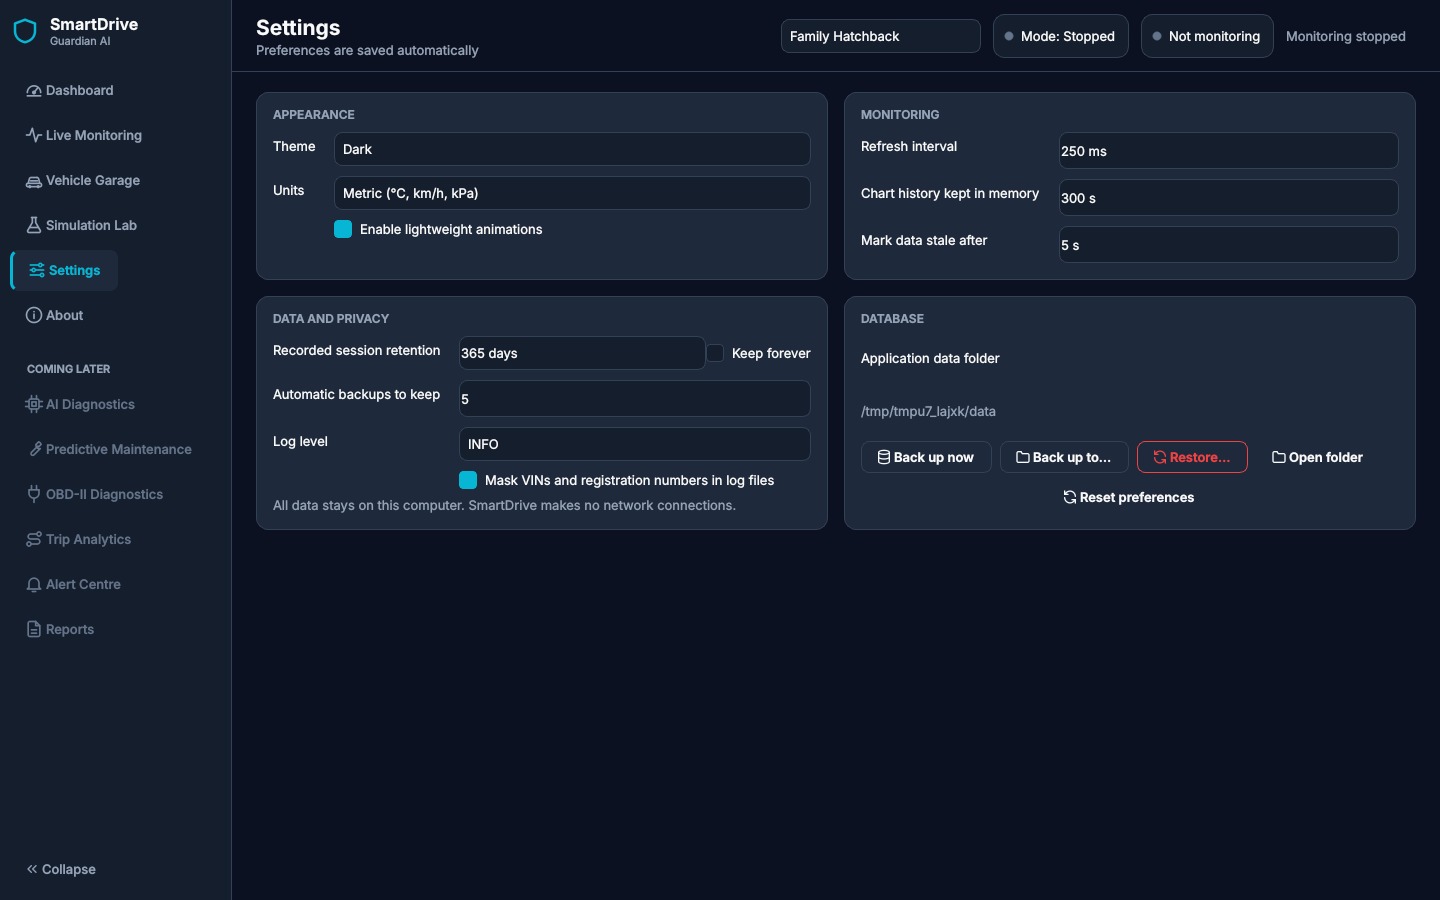 SmartDrive
Guardian AI
Dashboard
Live Monitoring
Vehicle Garage
Simulation Lab
Settings
About
COMING LATER
AI Diagnostics
Predictive Maintenance
OBD-II Diagnostics
Trip Analytics
Alert Centre
Reports
Collapse
Settings
Preferences are saved automatically
Family Hatchback
Mode: Stopped
Not monitoring
Monitoring stopped
APPEARANCE
Theme Dark
Units Metric (°C, km/h, kPa)
Enable lightweight animations
MONITORING
Refresh interval 250 ms
Chart history kept in memory 300 s
Mark data stale after 5 s
DATA AND PRIVACY
Recorded session retention 365 days Keep forever
Automatic backups to keep 5
Log level INFO
Mask VINs and registration numbers in log files
All data stays on this computer. SmartDrive makes no network connections.
DATABASE
Application data folder
/tmp/tmpu7_lajxk/data
Back up now Back up to... Restore... Open folder
Reset preferences